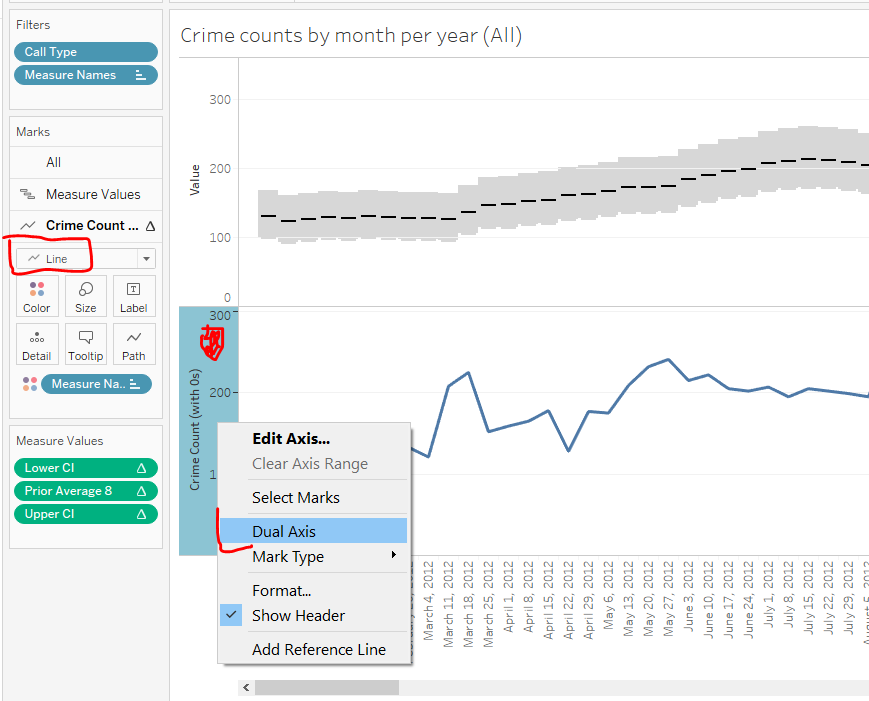 Filters
Call Type
Measure Names
Marks
All
Measure Values
Crime Count ...
Line
Color
Size
Label
Detail
Tooltip
Path
Measure Na..
Measure Values
Lower CI
Prior Average 8
Upper CI
Crime counts by month per year (All)
Value
300
200
100
0
Crime Count (with 0s)
300
200
1
Edit Axis...
Clear Axis Range
Select Marks
Dual Axis
Mark Type
Format...
Show Header
Add Reference Line
March 4, 2012
March 11, 2012
March 18, 2012
March 25, 2012
April 1, 2012
April 8, 2012
April 15, 2012
April 22, 2012
April 29, 2012
May 6, 2012
May 13, 2012
May 20, 2012
May 27, 2012
June 3, 2012
June 10, 2012
June 17, 2012
June 24, 2012
July 1, 2012
July 8, 2012
July 15, 2012
July 22, 2012
July 29, 2012